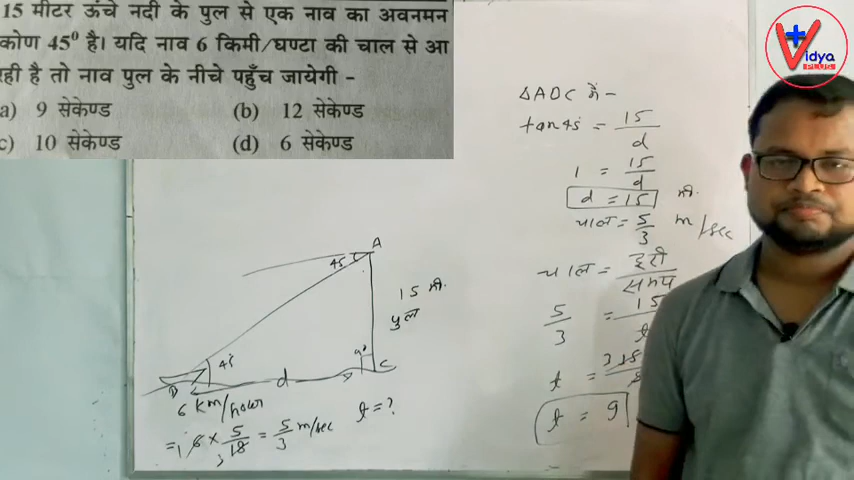 15 मीटर ऊंचे नदी के पुल से एक नाव का अवनमन
कोण 45⁰ है। यदि नाव 6 किमी/घण्टा की चाल से आ
रही है तो नाव पुल के नीचे पहुँच जायेगी -
a) 9 सेकेण्ड (b) 12 सेकेण्ड
c) 10 सेकेण्ड (d) 6 सेकेण्ड
Vidya
ΔADC में -
tan45 = 15/d
1 = 15/d
d = 15 मी.
चाल = 5/3 m/sec
चाल = दूरी/समय
5/3 = 15
t =
t = 9
A
45
15 मी.
पुल
45
90
D
d
C
6 km/hour
t = ?
= 6 × 5/18 = 5/3 m/sec